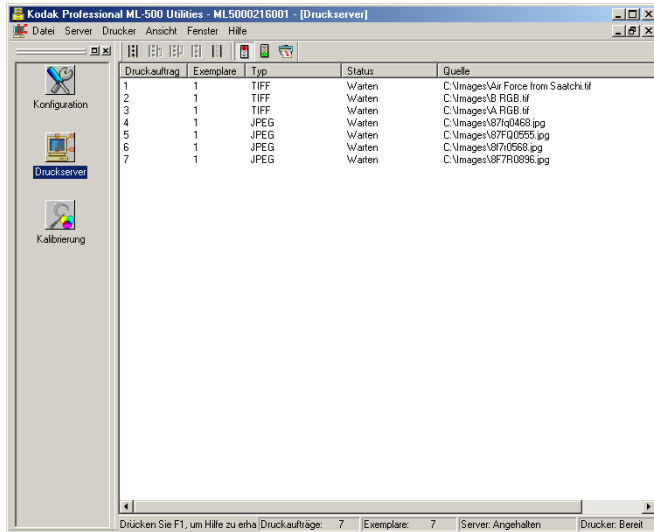 Kodak Professional ML-500 Utilities - ML5000216001 - [Druckserver]
Datei Server Drucker Ansicht Fenster Hilfe
Konfiguration
Druckserver
Kalibrierung
Druckauftrag Exemplare Typ Status Quelle
1 1 TIFF Warten C:\Images\Air Force from Saatchi.tif
2 1 TIFF Warten C:\Images\B RGB.tif
3 1 TIFF Warten C:\Images\A RGB.tif
4 1 JPEG Warten C:\Images\87fq0468.jpg
5 1 JPEG Warten C:\Images\87FQ0555.jpg
6 1 JPEG Warten C:\Images\8f7r0568.jpg
7 1 JPEG Warten C:\Images\8F7R0896.jpg
Drücken Sie F1, um Hilfe zu erha Druckaufträge: 7 Exemplare: 7 Server: Angehalten Drucker: Bereit